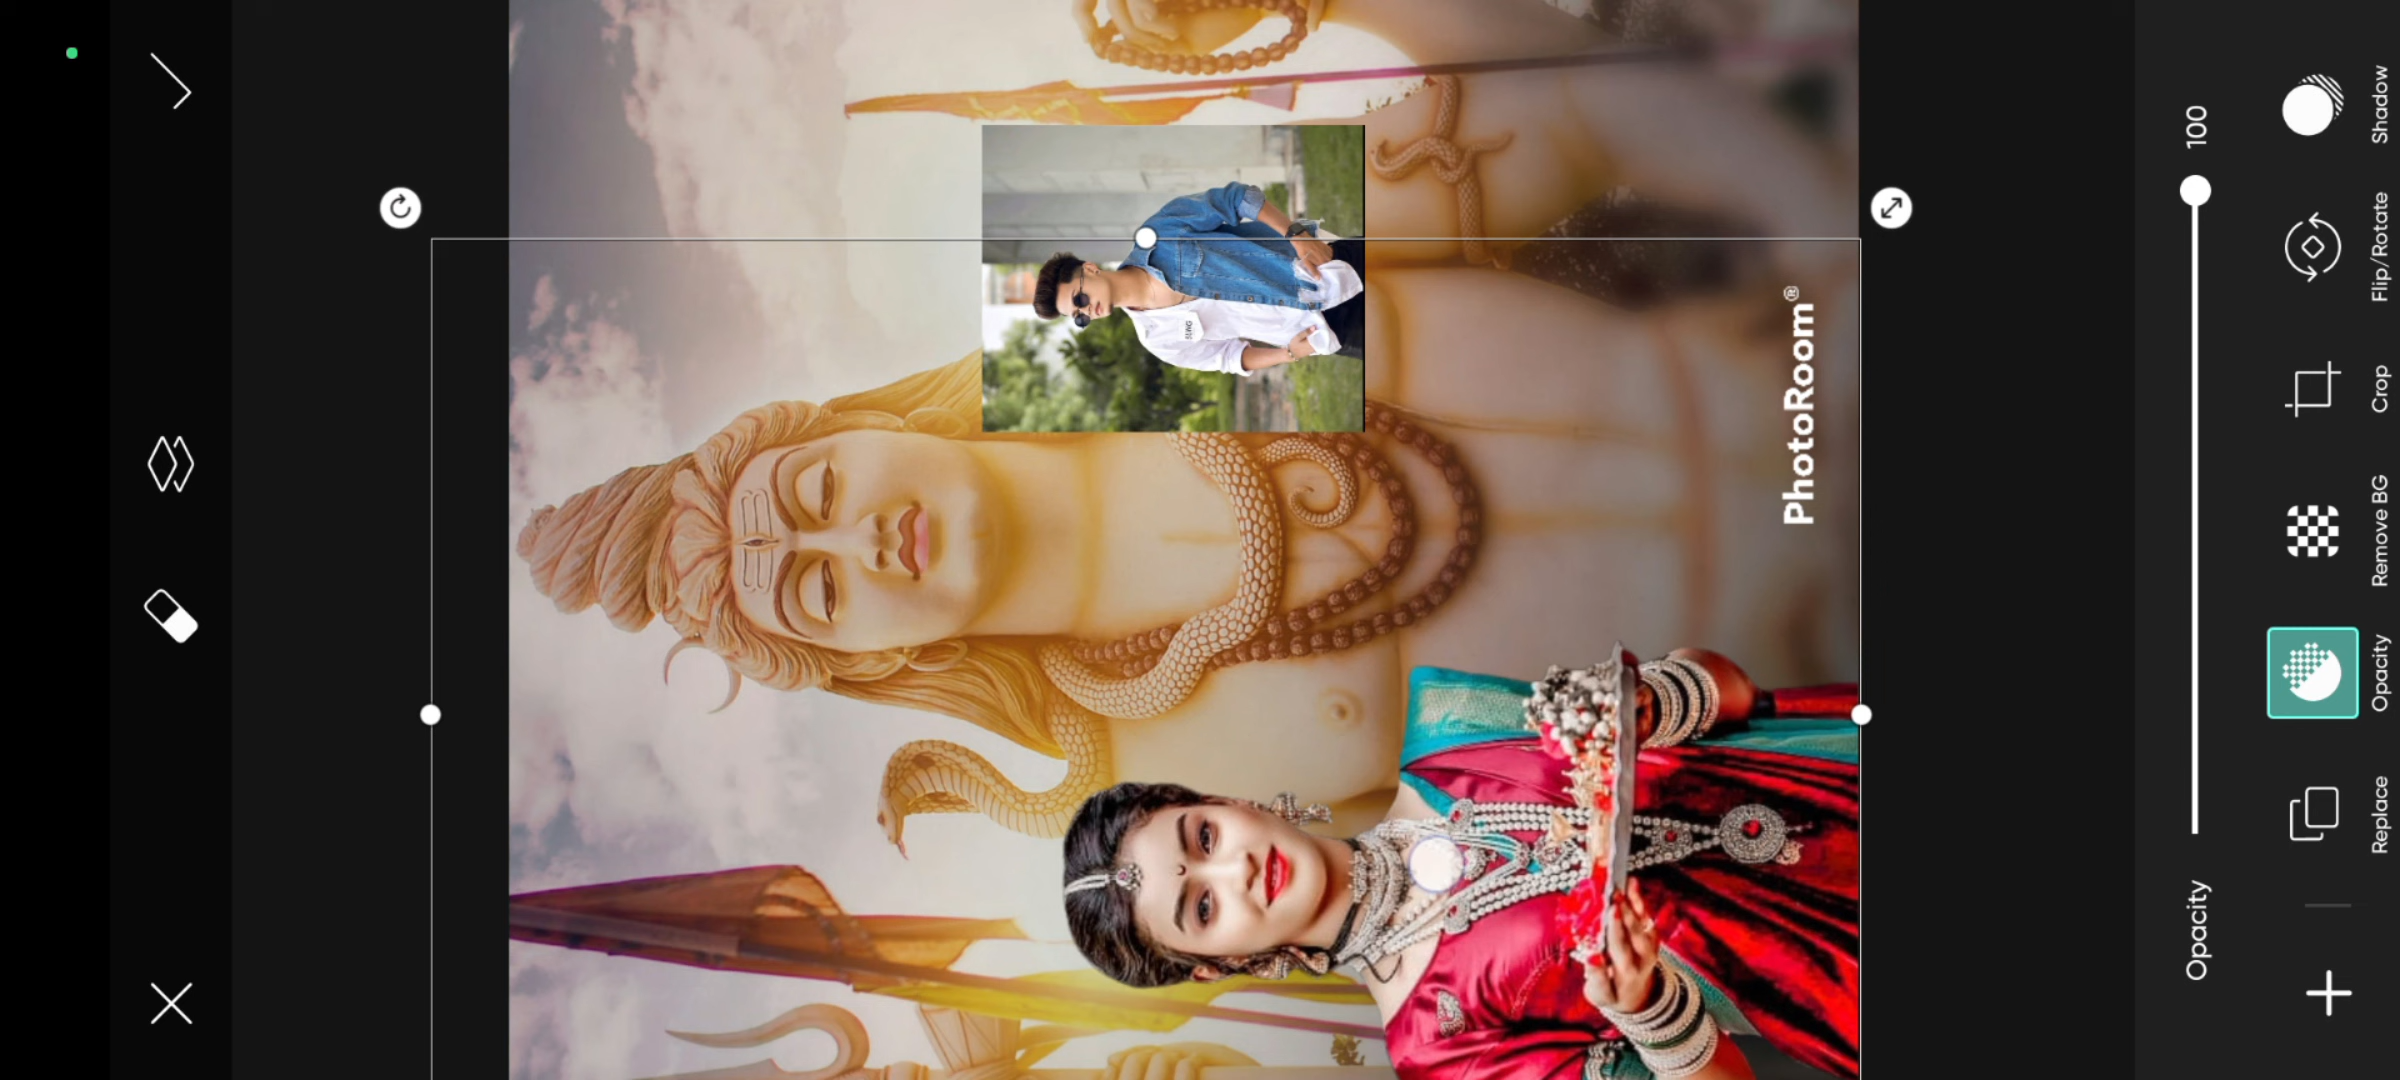 Shadow
Flip/Rotate
Crop
Remove BG
Opacity
Replace
100
Opacity
PhotoRoom®